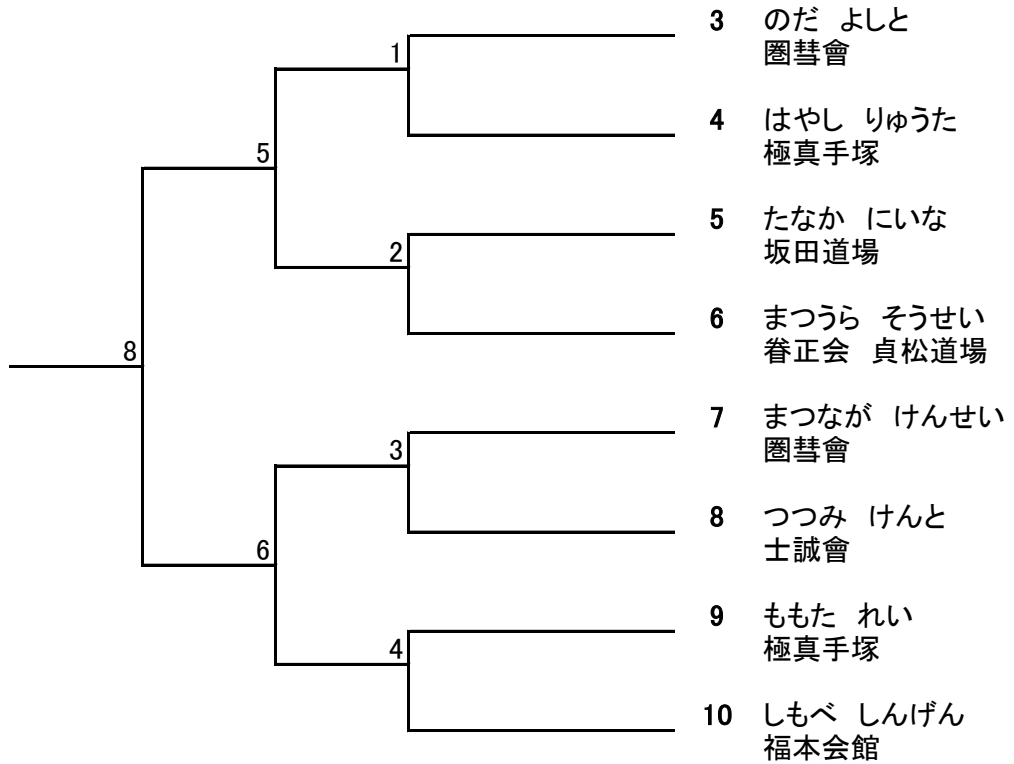 3 のだ よしと
圏彗會
1
4 はやし りゅうた
極真手塚
5
5 たなか にいな
坂田道場
2
6 まつうら そうせい
眷正会 貞松道場
8
7 まつなが けんせい
圏彗會
3
8 つつみ けんと
士誠會
6
9 ももた れい
極真手塚
4
10 しもべ しんげん
福本会館